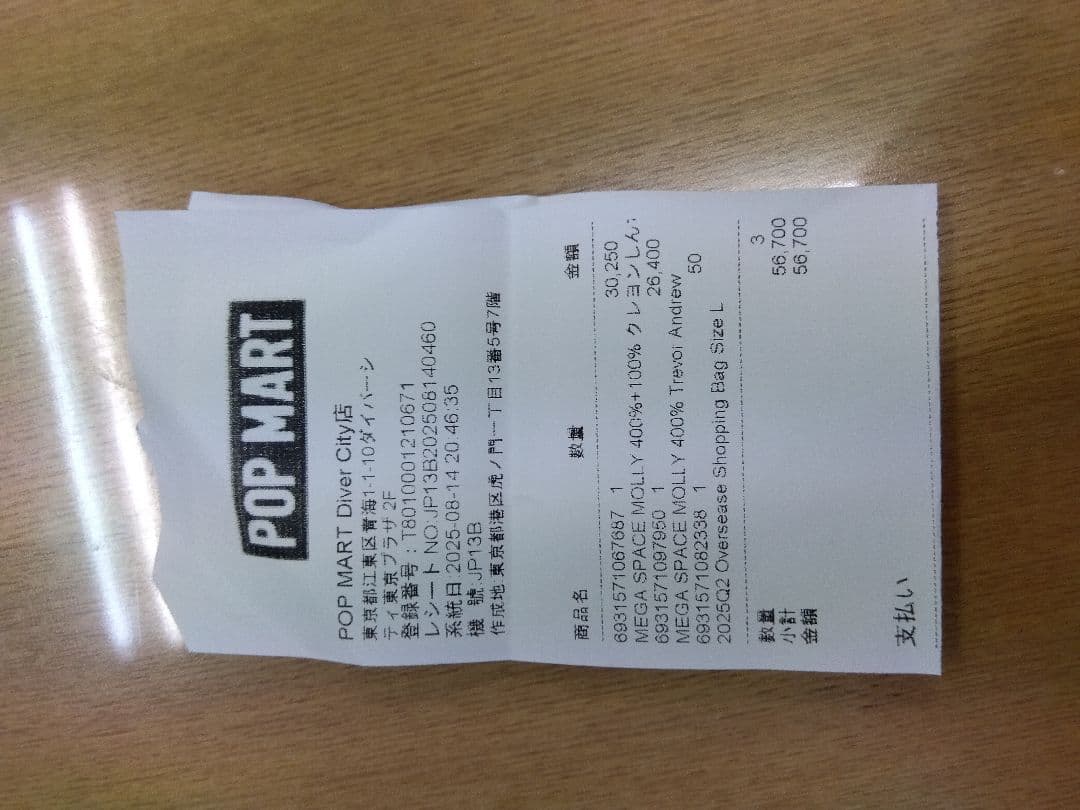 POP MART
POP MART Diver City店
東京都江東区青海1-1-10ダイバーシ
ティ東京プラザ 2F
登録番号：T8010001210671
レシート NO.JP13B202508140460
系統日 2025-08-14 20:46:35
機 號 JP13B
作成地: 東京都港区虎ノ門一丁目13番5号7階
商品名 数量 金額
6931571067687 1 30,250
MEGA SPACE MOLLY 400%+100% クレヨンしん
6931571097950 1 26,400
MEGA SPACE MOLLY 400% Trevor Andrew
6931571082338 1 50
2025Q2 Oversease Shopping Bag Size L
数量 3
小計 56,700
金額 56,700
支払い